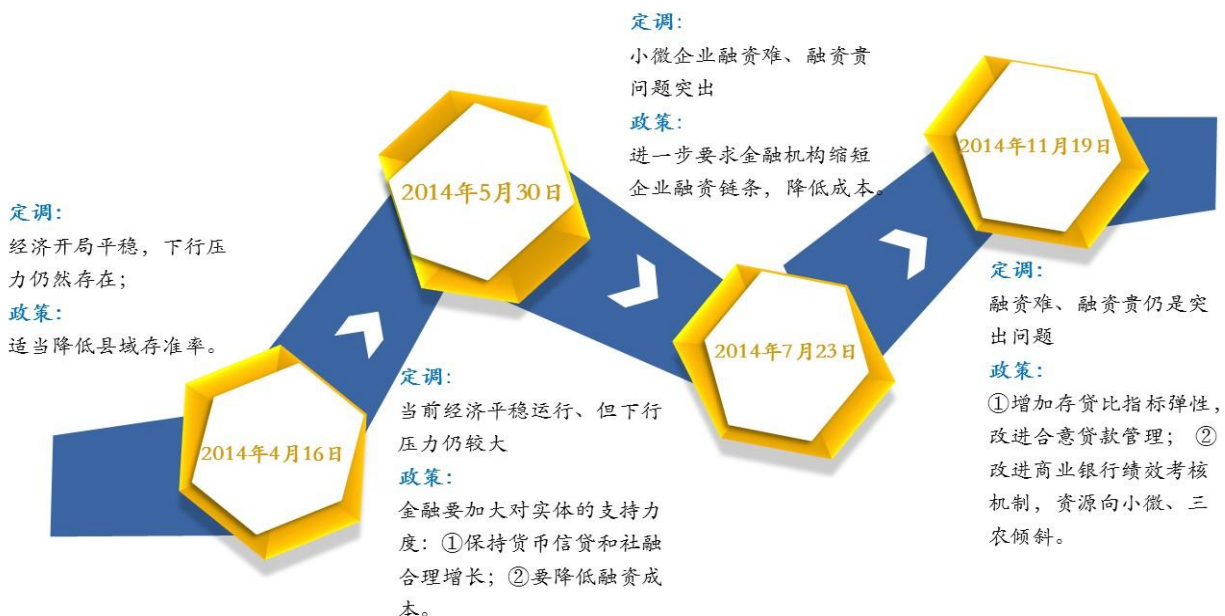 2014年4月16日
定调：
经济开局平稳，下行压
力仍然存在；
政策：
适当降低县域存准率。
2014年5月30日
定调：
当前经济平稳运行、但下行
压力仍较大
政策：
金融要加大对实体的支持力
度：①保持货币信贷和社融
合理增长；②要降低融资成
本。
2014年7月23日
定调：
小微企业融资难、融资贵
问题突出
政策：
进一步要求金融机构缩短
企业融资链条，降低成本。
2014年11月19日
定调：
融资难、融资贵仍是突
出问题
政策：
①增加存贷比指标弹性，
改进合意贷款管理； ②
改进商业银行绩效考核
机制，资源向小微、三
农倾斜。